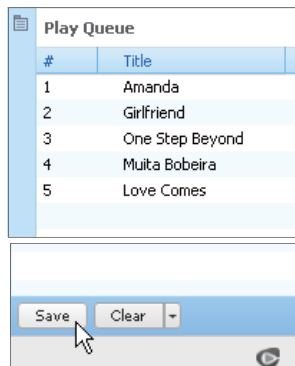 Play Queue
# Title
1 Amanda
2 Girlfriend
3 One Step Beyond
4 Muita Bobeira
5 Love Comes
Save Clear